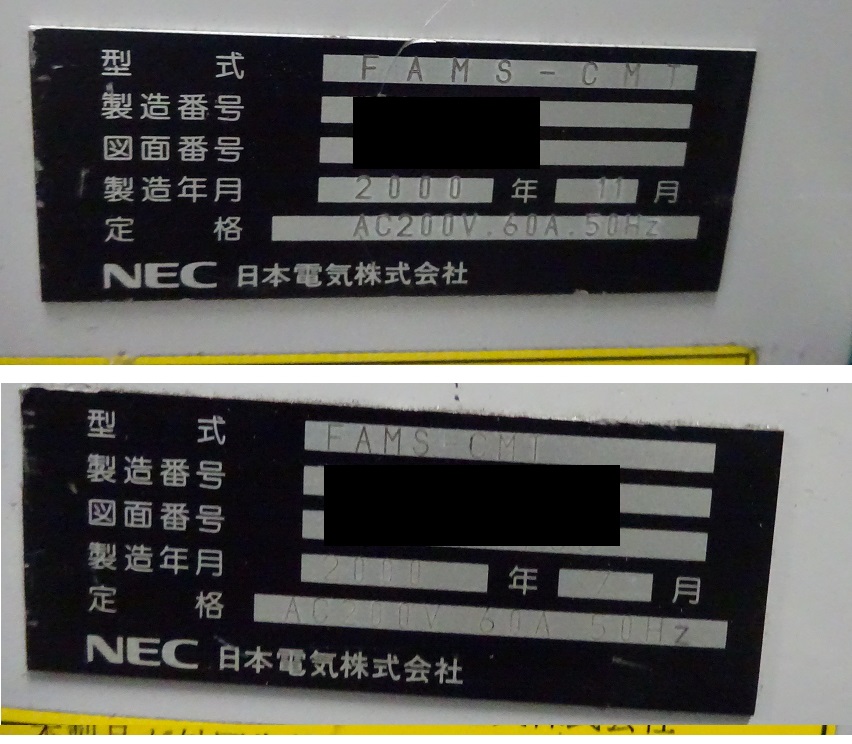 型 式 FAMS-CMT
製造番号
図面番号
製造年月 2000 年 11 月
定 格 AC200V.60A.50Hz
NEC 日本電気株式会社
型 式 FAMS-CMT
製造番号
図面番号
製造年月 2000 年 7 月
定 格 AC200V 60A 50Hz
NEC 日本電気株式会社